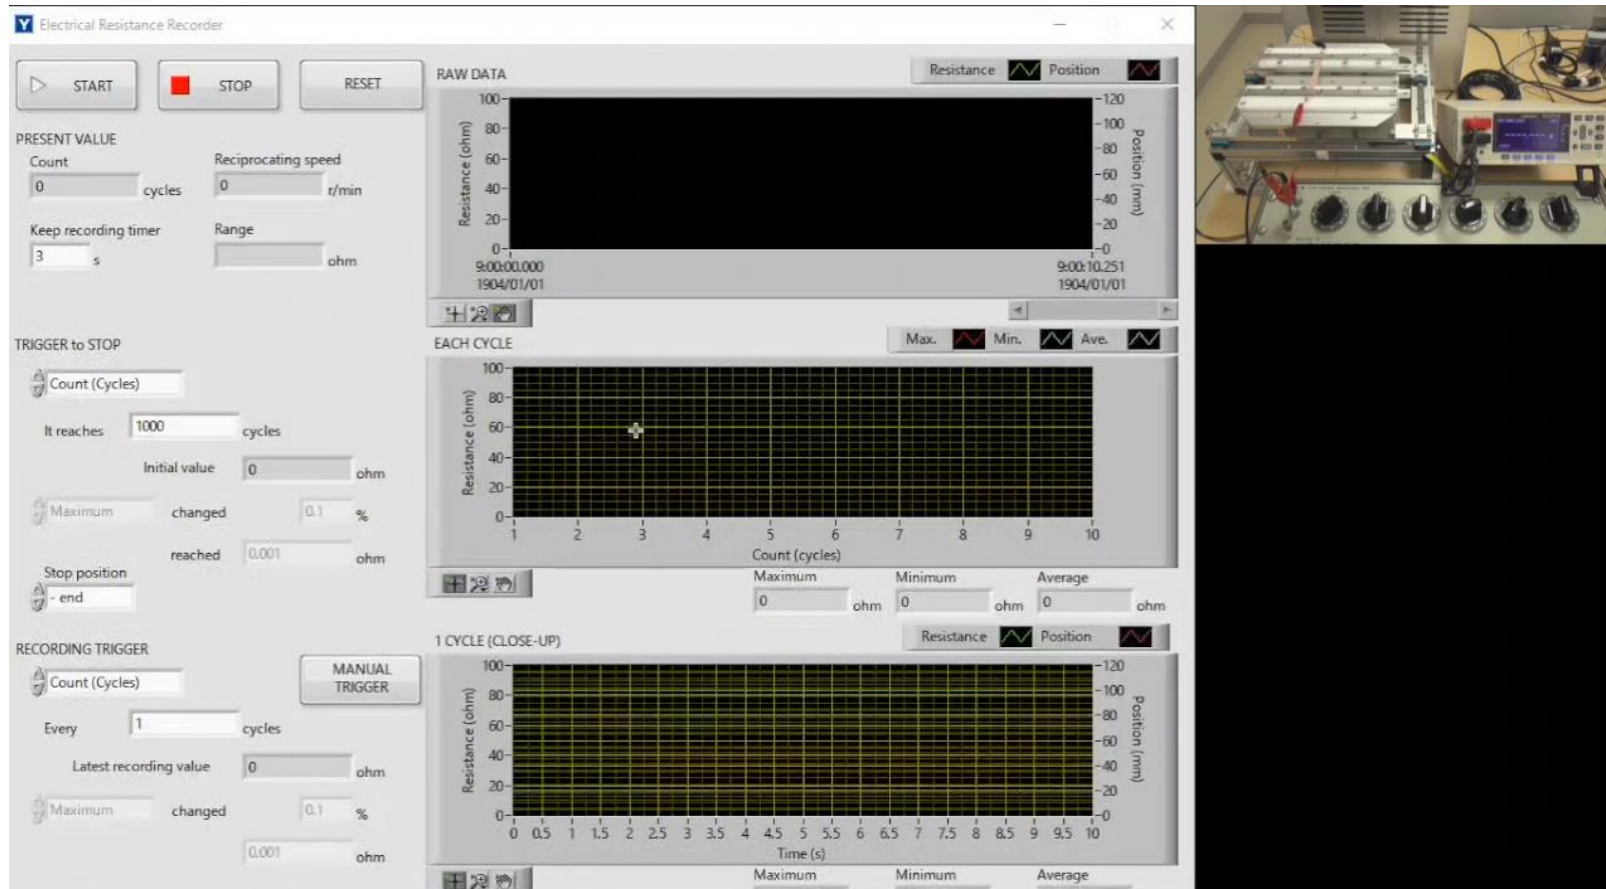 Electrical Resistance Recorder
START
STOP
RESET
PRESENT VALUE
Count
0 cycles
Reciprocating speed
0 r/min
Keep recording timer
3 s
Range
ohm
TRIGGER to STOP
Count (Cycles)
It reaches 1000 cycles
Initial value 0 ohm
Maximum changed 0.1 %
reached 0.001 ohm
Stop position
- end
RECORDING TRIGGER
MANUAL
TRIGGER
Count (Cycles)
Every 1 cycles
Latest recording value 0 ohm
Maximum changed 0.1 %
0.001 ohm
RAW DATA
Resistance Position
100 80 60 40 20 0
Resistance (ohm)
120 100 80 60 40 20 0
Position (mm)
9:00:00.000
1904/01/01
9:00:10.251
1904/01/01
EACH CYCLE
Max. Min. Ave.
100 80 60 40 20 0
Resistance (ohm)
1 2 3 4 5 6 7 8 9 10
Count (cycles)
Maximum Minimum Average
0 ohm 0 ohm 0 ohm
1 CYCLE (CLOSE-UP)
Resistance Position
100 80 60 40 20 0
Resistance (ohm)
120 100 80 60 40 20 0
Position (mm)
0 0.5 1 1.5 2 2.5 3 3.5 4 4.5 5 5.5 6 6.5 7 7.5 8 8.5 9 9.5 10
Time (s)
Maximum Minimum Average